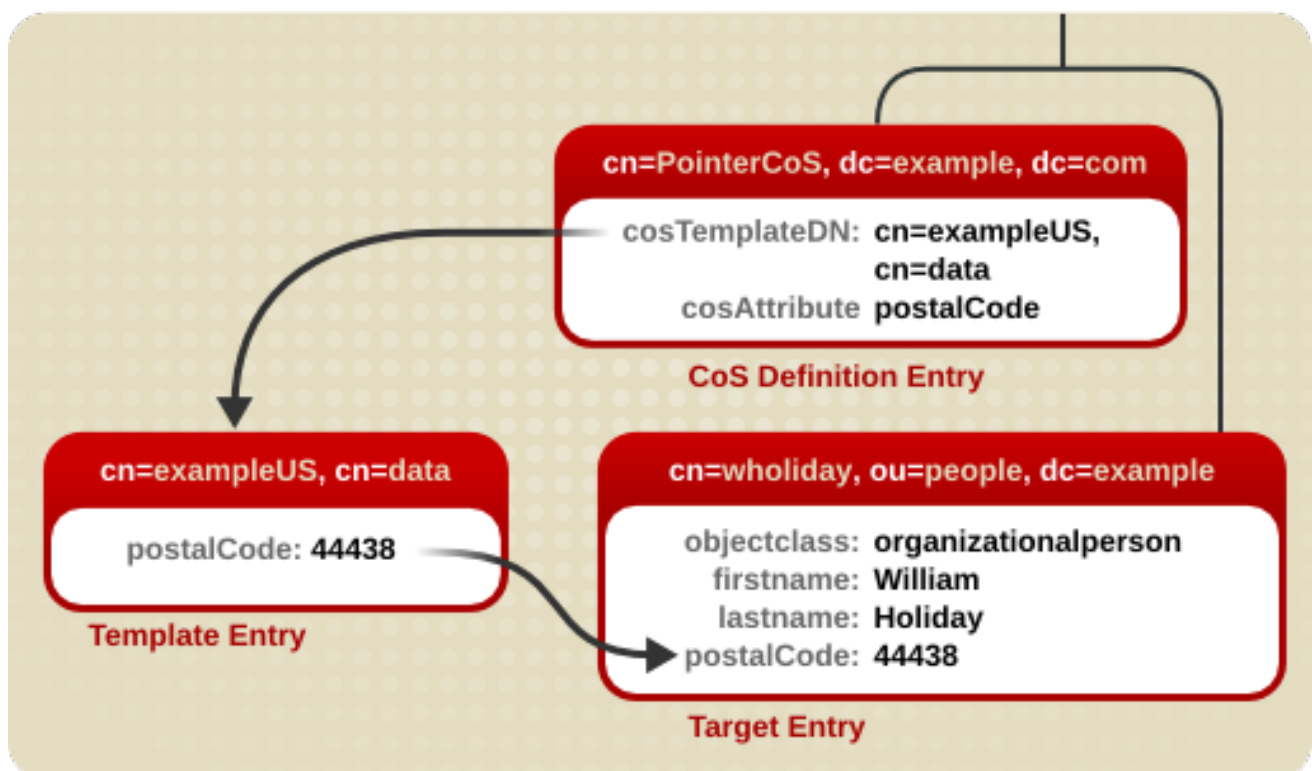 cn=PointerCoS, dc=example, dc=com
cosTemplateDN: cn=exampleUS,
cn=data
cosAttribute postalCode
CoS Definition Entry
cn=exampleUS, cn=data
postalCode: 44438
Template Entry
cn=wholiday, ou=people, dc=example
objectclass: organizationalperson
firstname: William
lastname: Holiday
postalCode: 44438
Target Entry